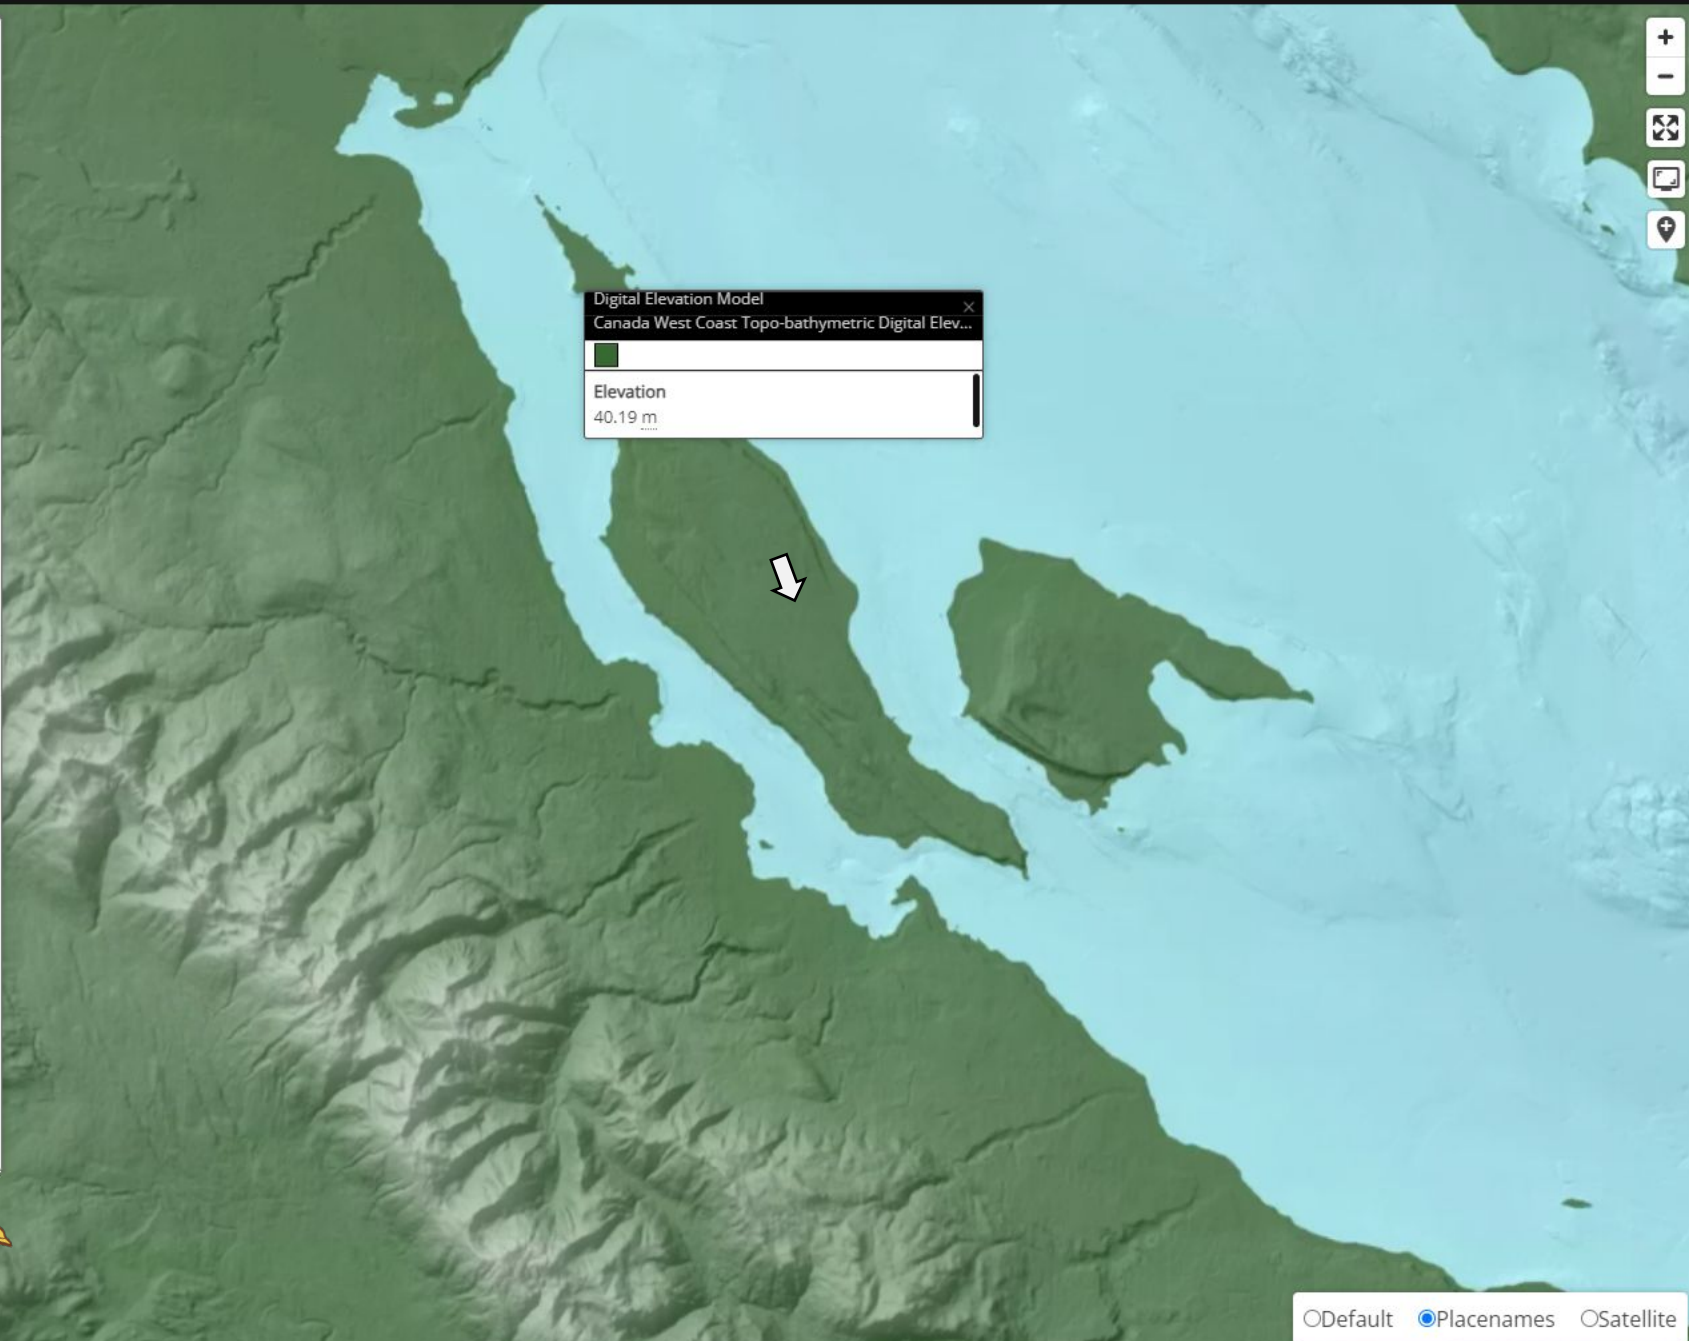 Digital Elevation Model
Canada West Coast Topo-bathymetric Digital Elev...
Elevation
40.19 m
Default Placenames Satellite